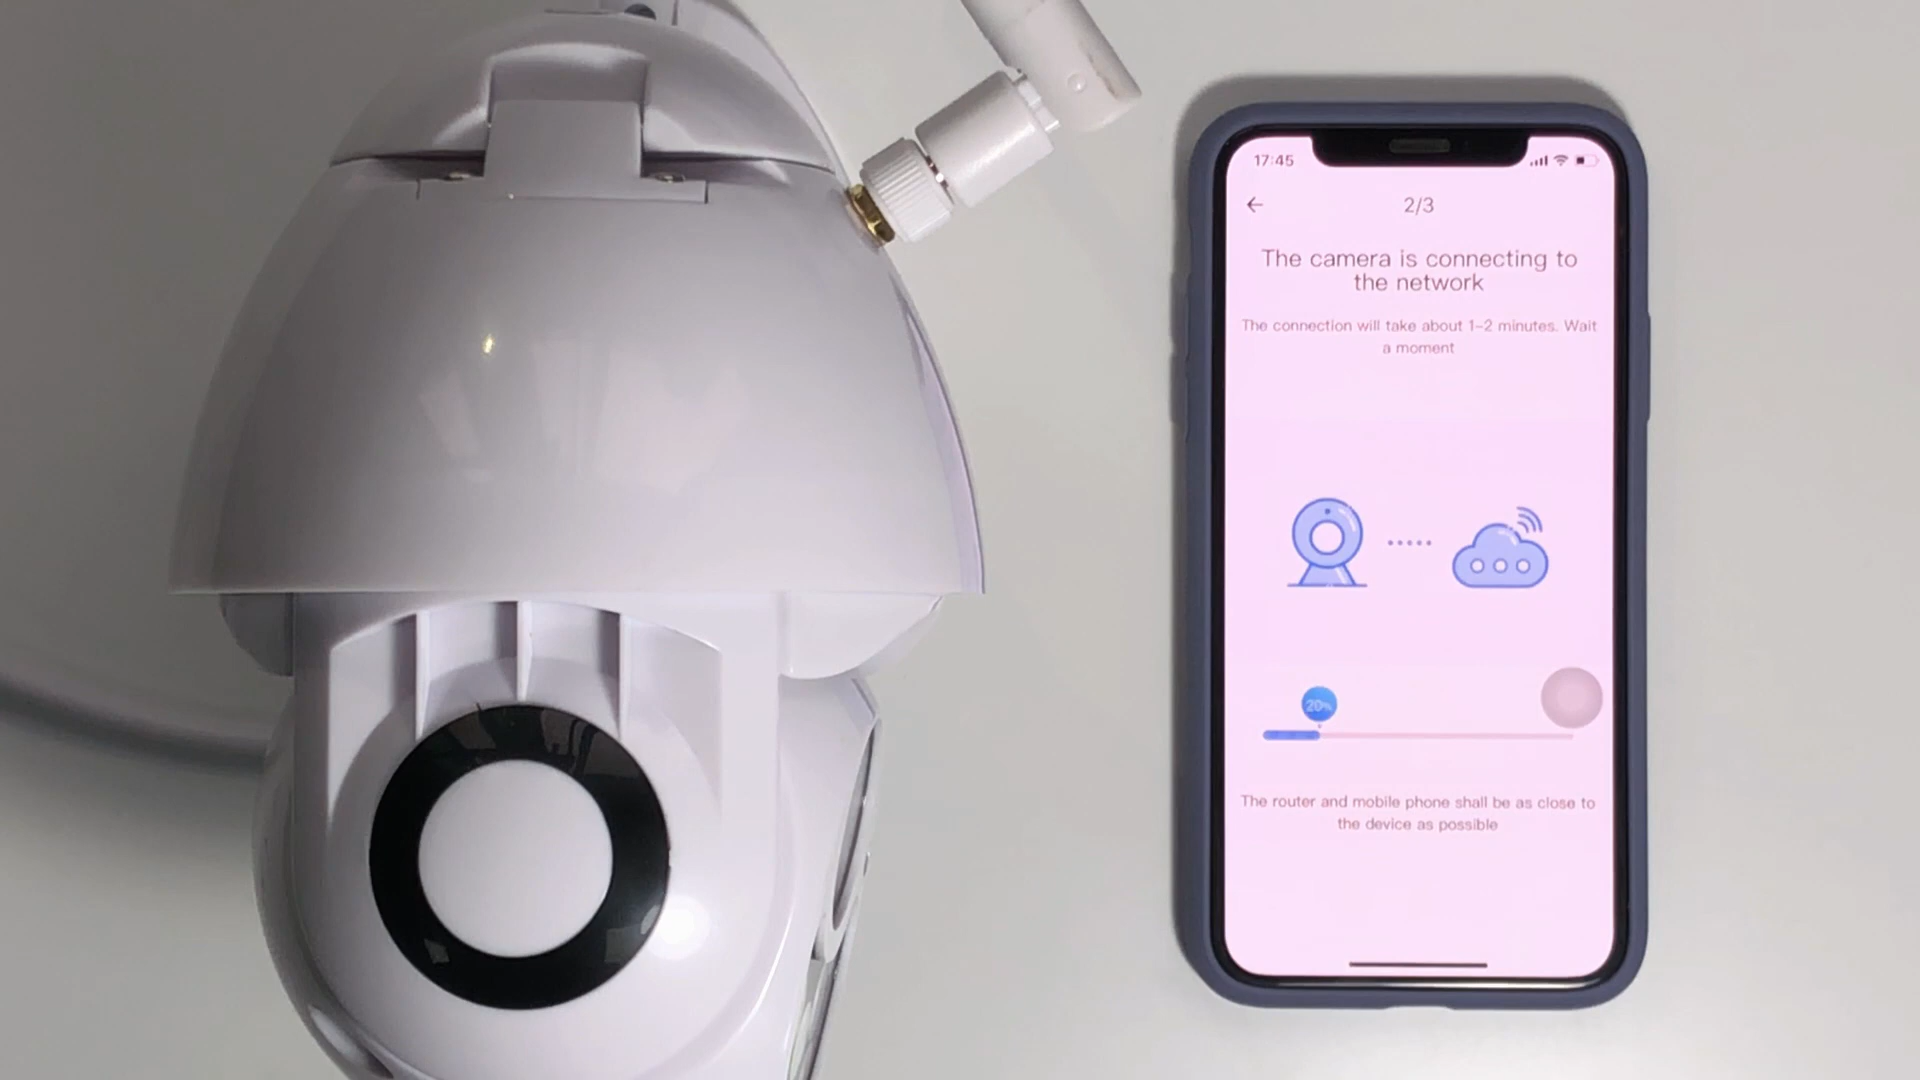 17:45
2/3
The camera is connecting to
the network
The connection will take about 1-2 minutes. Wait
a moment
20%
The router and mobile phone shall be as close to
the device as possible